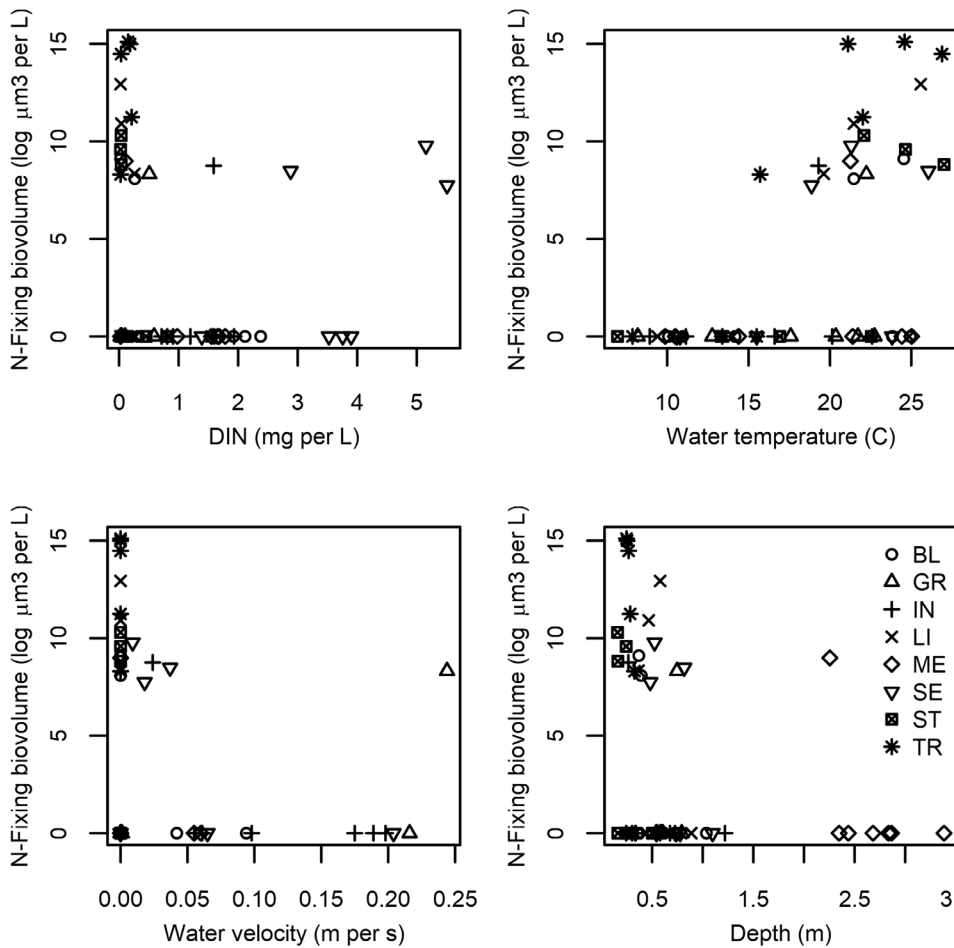 N-Fixing biovolume (log μm3 per L)
15
10
5
0
0 1 2 3 4 5
DIN (mg per L)
N-Fixing biovolume (log μm3 per L)
15
10
5
0
10 15 20 25
Water temperature (C)
N-Fixing biovolume (log μm3 per L)
15
10
5
0
0.00 0.05 0.10 0.15 0.20 0.25
Water velocity (m per s)
N-Fixing biovolume (log μm3 per L)
15
10
5
0
BL
GR
IN
LI
ME
SE
ST
TR
0.5 1.0 2.5 3
Depth (m)